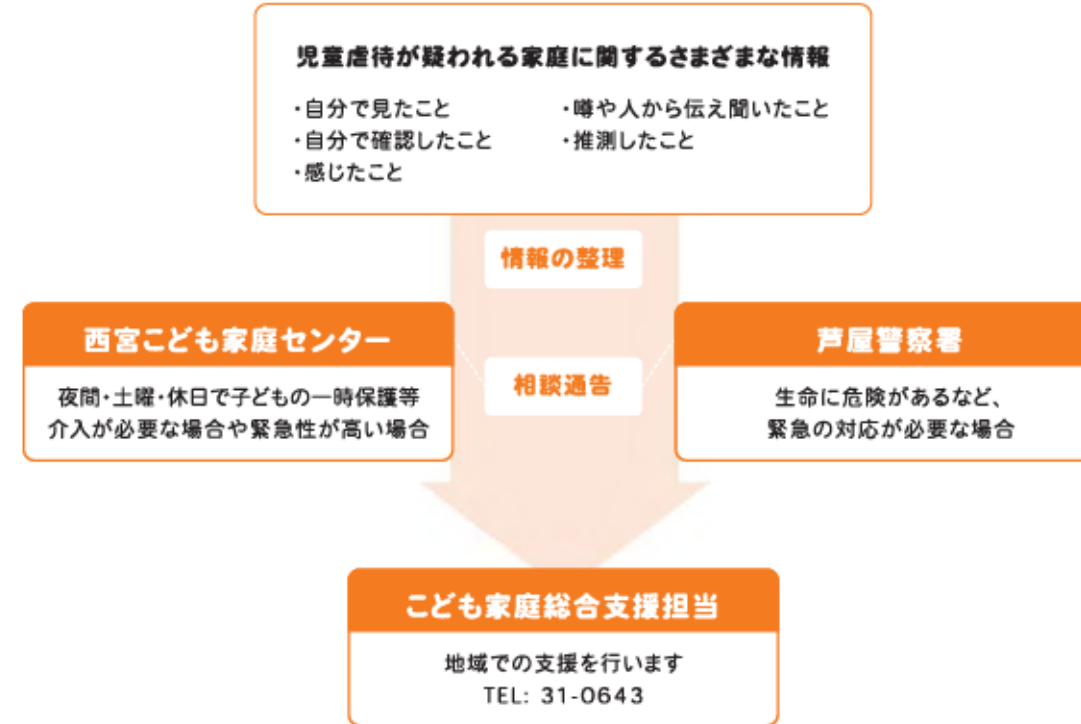 児童虐待が疑われる家庭に関するさまざまな情報
・自分で見たこと
・自分で確認したこと
・感じたこと
・噂や人から伝え聞いたこと
・推測したこと
情報の整理
西宮こども家庭センター
夜間・土曜・休日で子どもの一時保護等
介入が必要な場合や緊急性が高い場合
相談通告
芦屋警察署
生命に危険があるなど、
緊急の対応が必要な場合
こども家庭総合支援担当
地域での支援を行います
TEL: 31-0643